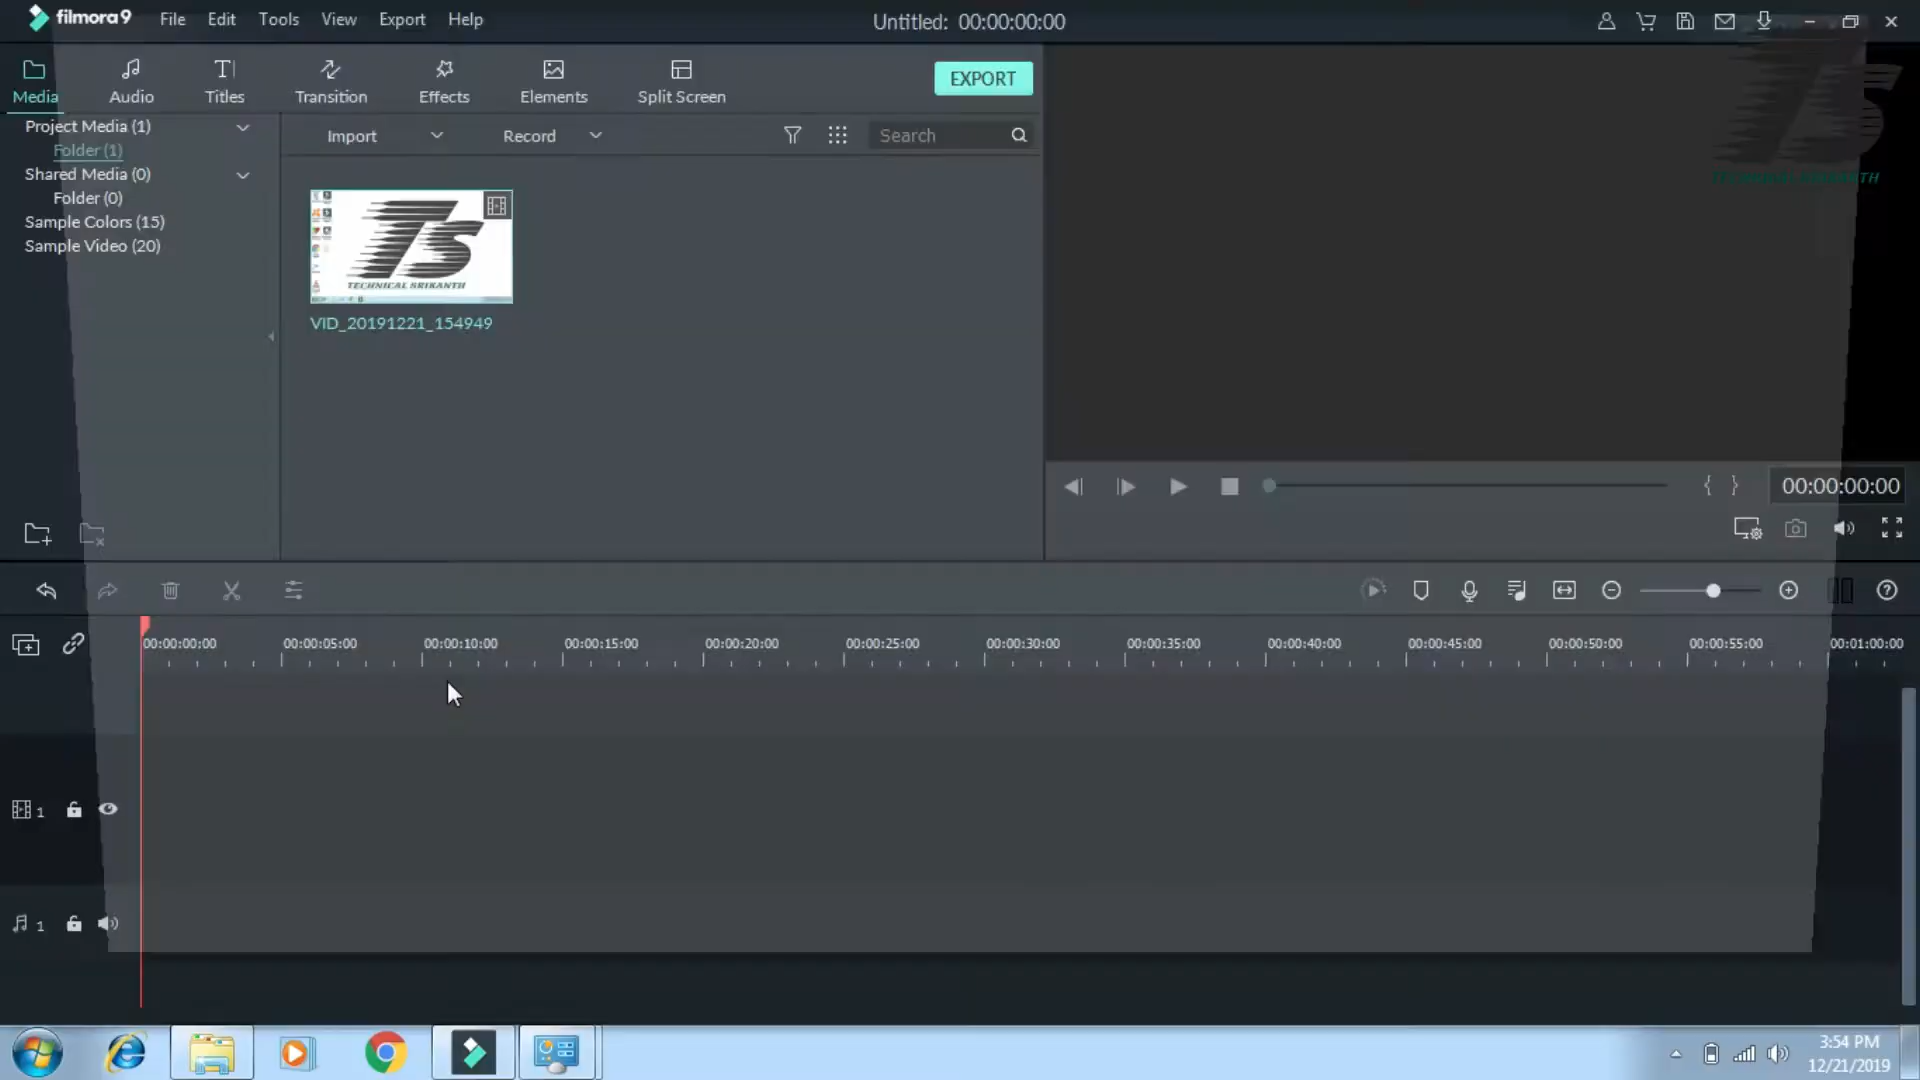 filmora9
File Edit Tools View Export Help
Untitled: 00:00:00:00
Media Audio Titles Transition Effects Elements Split Screen
EXPORT
Project Media (1)
Folder (1)
Shared Media (0)
Folder (0)
Sample Colors (15)
Sample Video (20)
Import Record Search
TS
TECHNICAL SRIKANTH
VID_20191221_154949
TS
TECHNICAL SRIKANTH
{ } 00:00:00:00
00:00:00:00 00:00:05:00 00:00:10:00 00:00:15:00 00:00:20:00 00:00:25:00 00:00:30:00 00:00:35:00 00:00:40:00 00:00:45:00 00:00:50:00 00:00:55:00 00:01:00:00
1
1
3:54 PM
12/21/2019